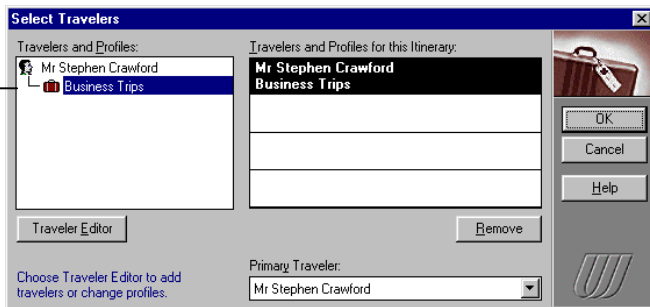 Select Travelers
Travelers and Profiles:
Mr Stephen Crawford
Business Trips
Traveler Editor
Choose Traveler Editor to add
travelers or change profiles.
Travelers and Profiles for this Itinerary:
Mr Stephen Crawford
Business Trips
Remove
Primary Traveler:
Mr Stephen Crawford
OK
Cancel
Help